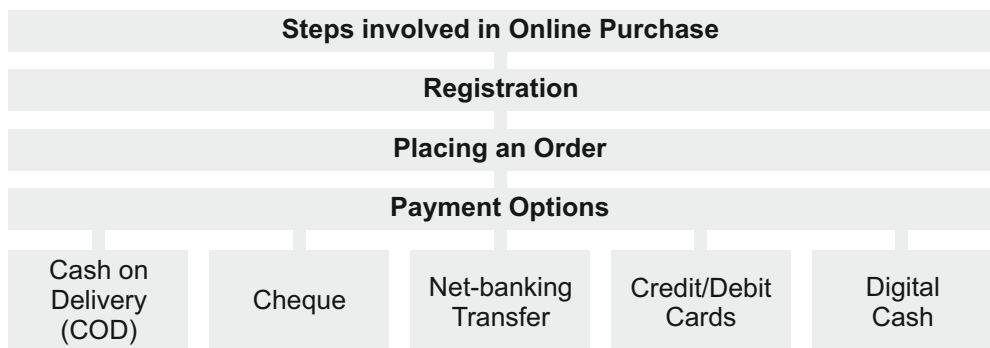 Steps involved in Online Purchase
Registration
Placing an Order
Payment Options
Cash on
Delivery
(COD)
Cheque
Net-banking
Transfer
Credit/Debit
Cards
Digital
Cash